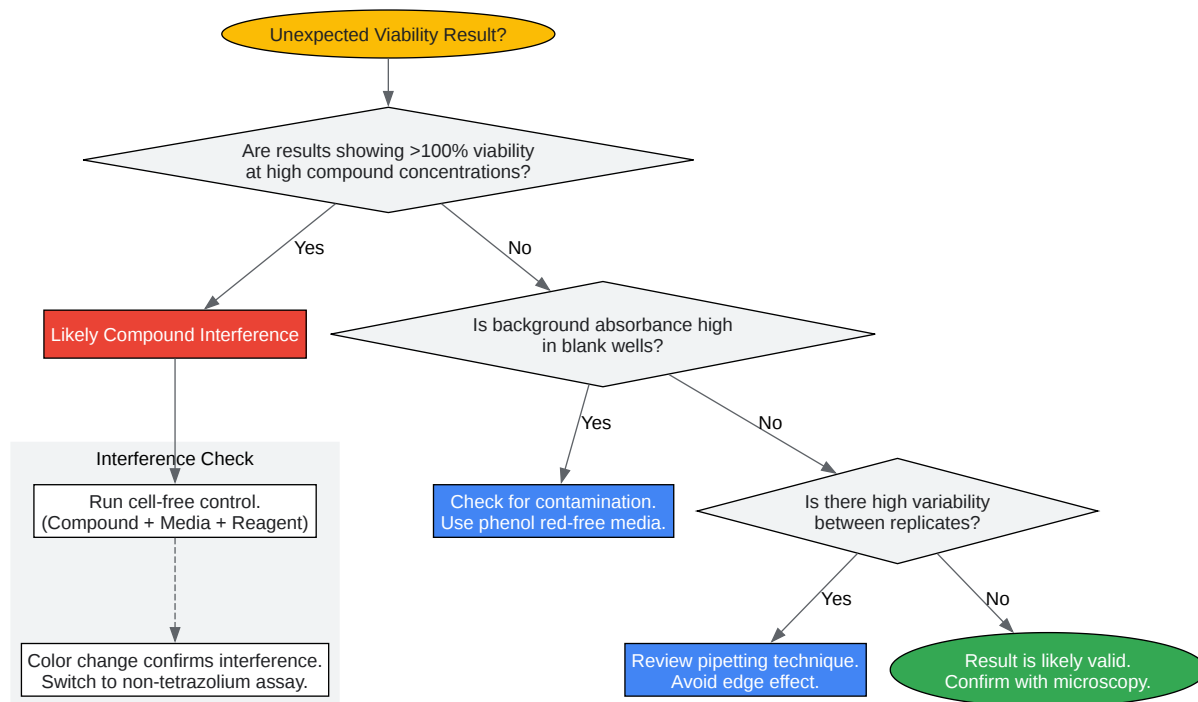 Unexpected Viability Result?
Are results showing >100% viability
at high compound concentrations?
Yes
No
Likely Compound Interference
Is background absorbance high
in blank wells?
Yes
No
Interference Check
Run cell-free control.
(Compound + Media + Reagent)
Check for contamination.
Use phenol red-free media.
Is there high variability
between replicates?
Yes
No
Color change confirms interference.
Switch to non-tetrazolium assay.
Review pipetting technique.
Avoid edge effect.
Result is likely valid.
Confirm with microscopy.